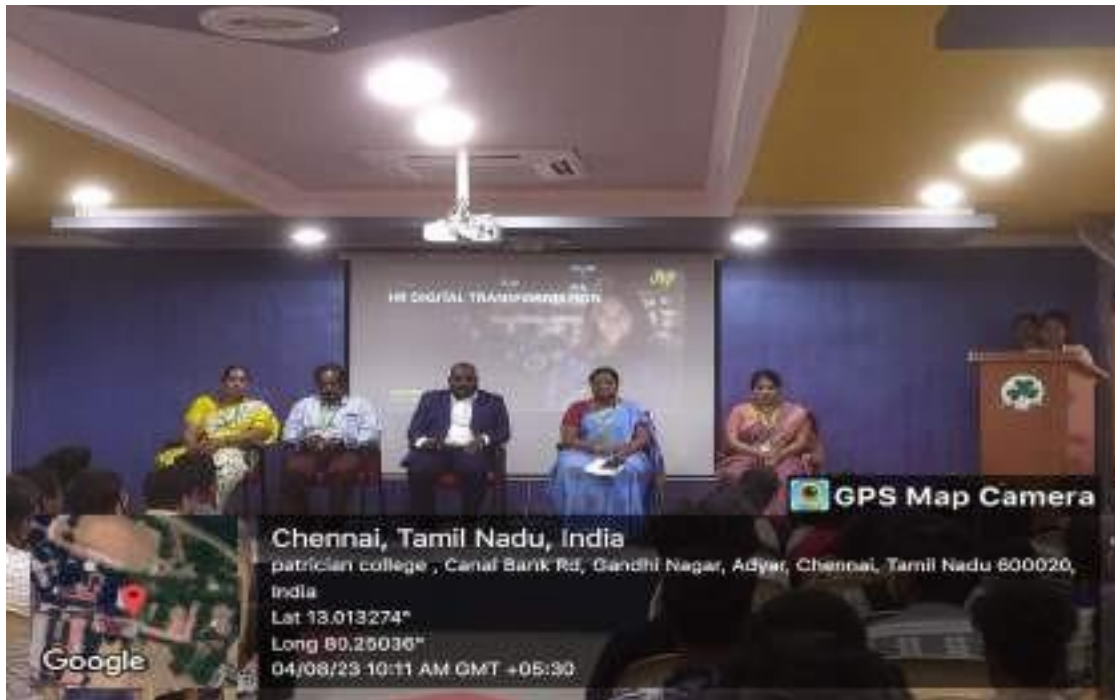 HR DIGITAL TRANSFORMATION
GPS Map Camera
Chennai, Tamil Nadu, India
patrician college , Canal Bank Rd, Gandhi Nagar, Adyar, Chennai, Tamil Nadu 600020,
India
Lat 13.013274°
Long 80.25036°
04/08/23 10:11 AM GMT +05:30
Google